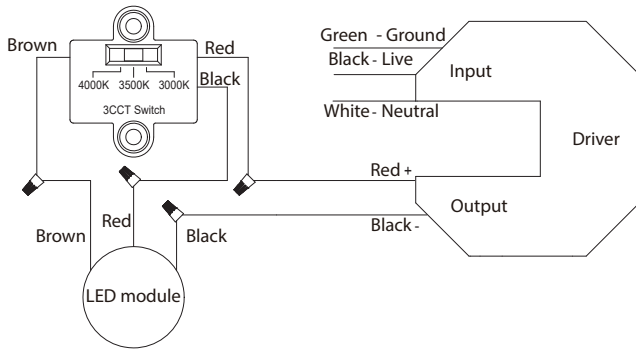 Brown
Red
4000K 3500K 3000K
Black
3CCT Switch
Green - Ground
Black - Live
Input
White - Neutral
Driver
Red +
Output
Black -
Brown
Red
Black
LED module